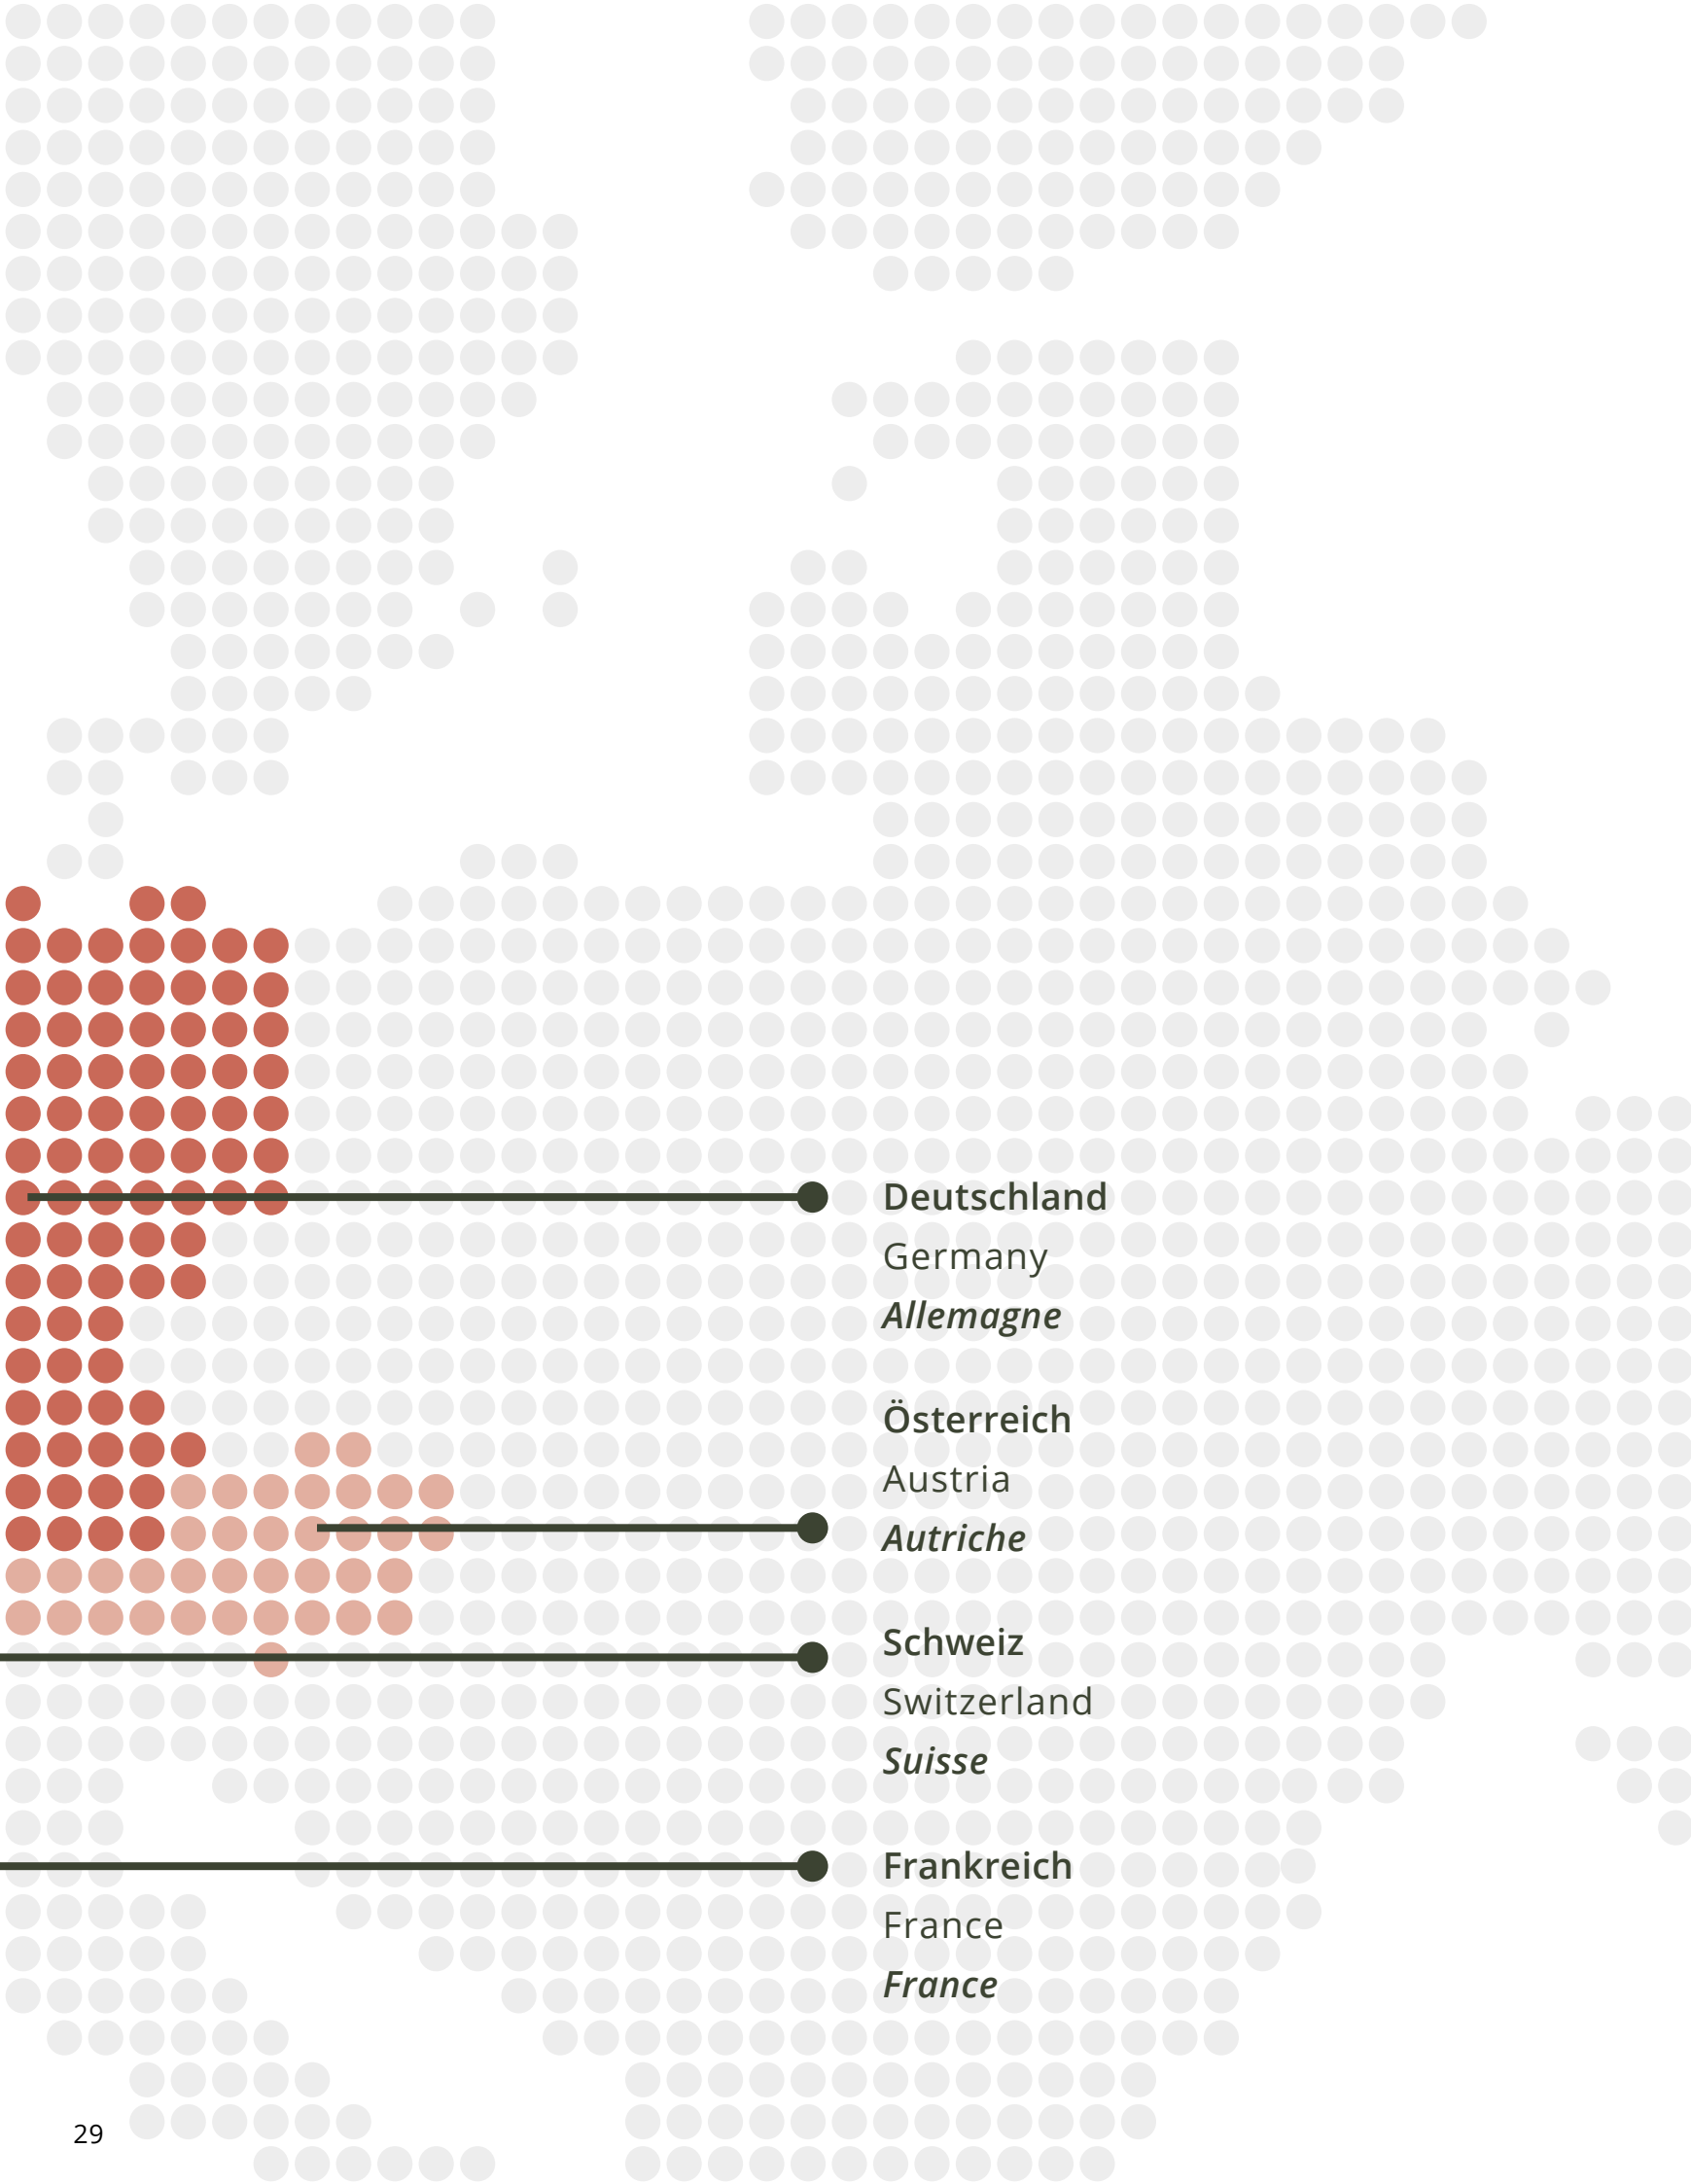 Deutschland
Germany
Allemagne
Österreich
Austria
Autriche
Schweiz
Switzerland
Suisse
Frankreich
France
France
29